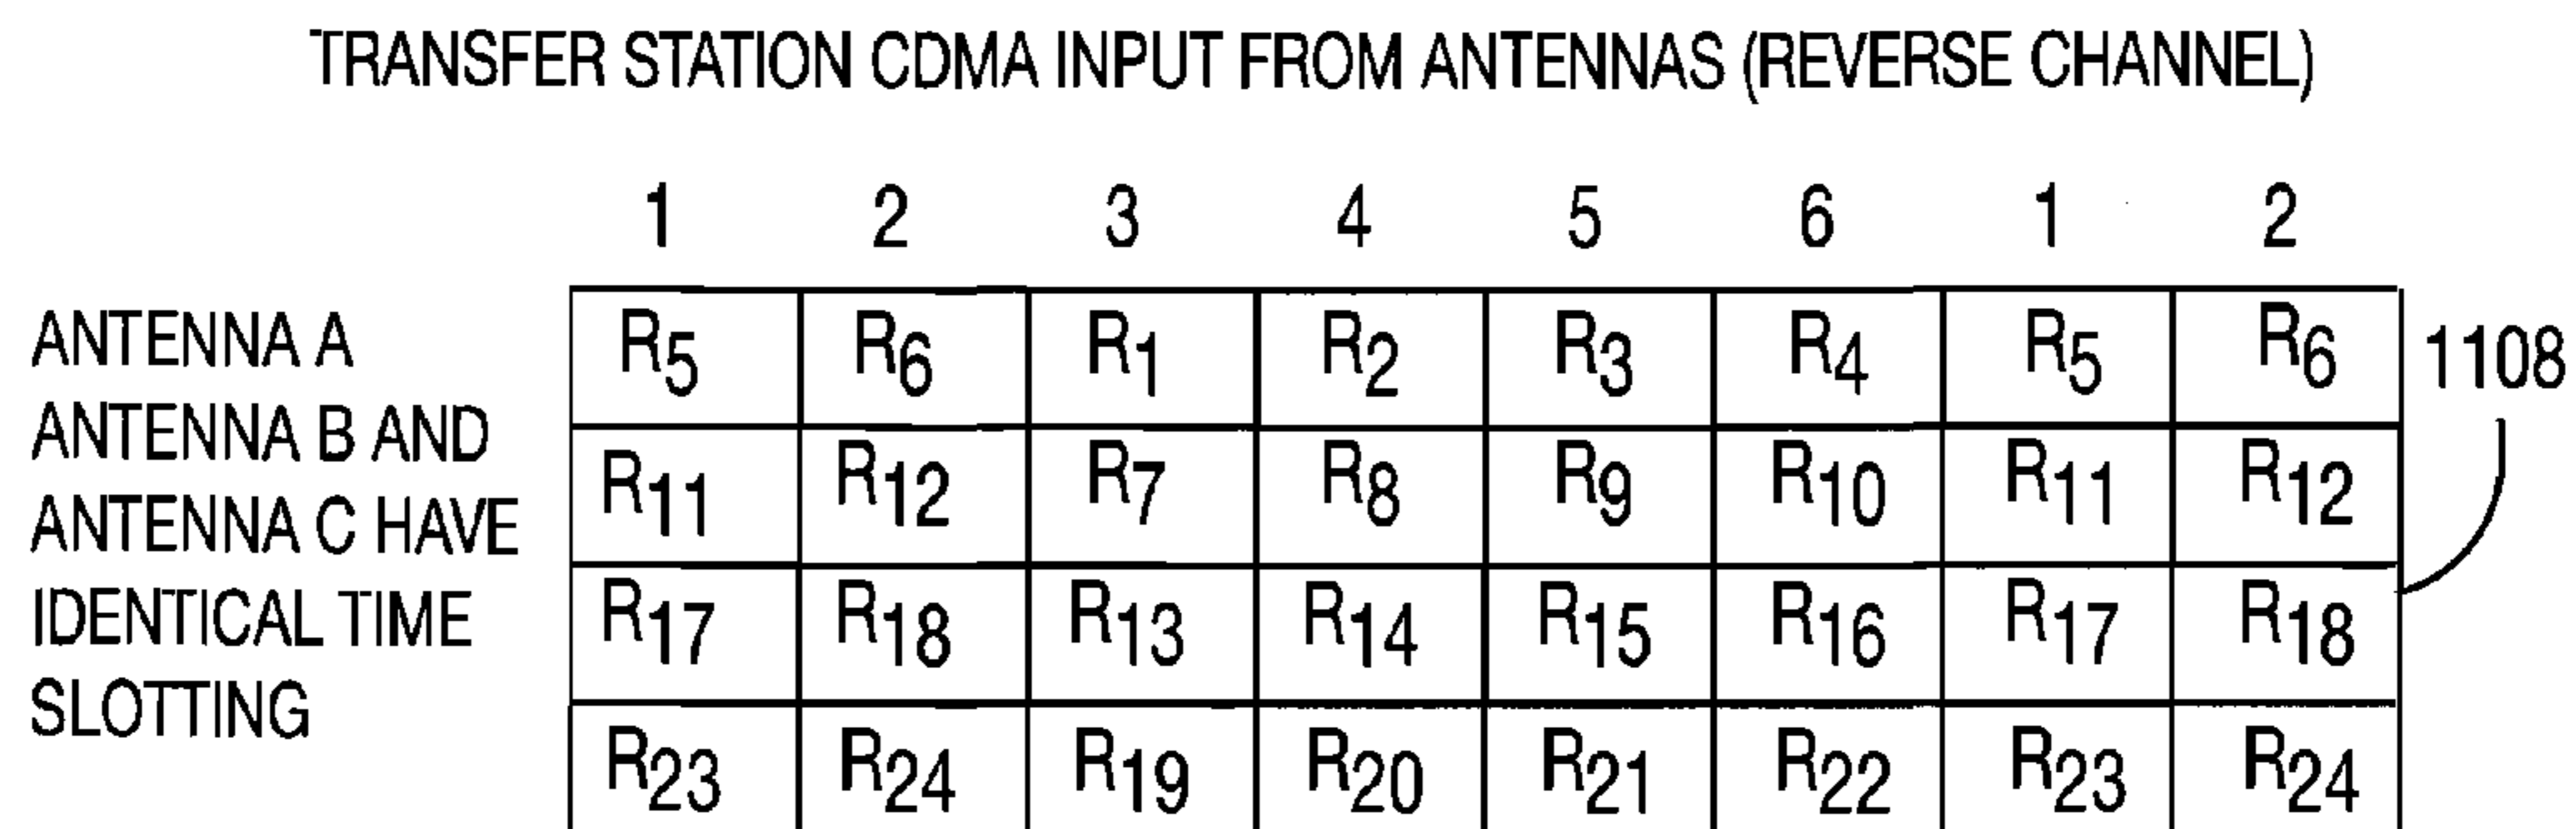 TRANSFER STATION CDMA INPUT FROM ANTENNAS (REVERSE CHANNEL)
1 2 3 4 5 6 1 2
ANTENNA A
ANTENNA B AND
ANTENNA C HAVE
IDENTICAL TIME
SLOTTING
R5 R6 R1 R2 R3 R4 R5 R6
R11 R12 R7 R8 R9 R10 R11 R12
R17 R18 R13 R14 R15 R16 R17 R18
R23 R24 R19 R20 R21 R22 R23 R24
1108